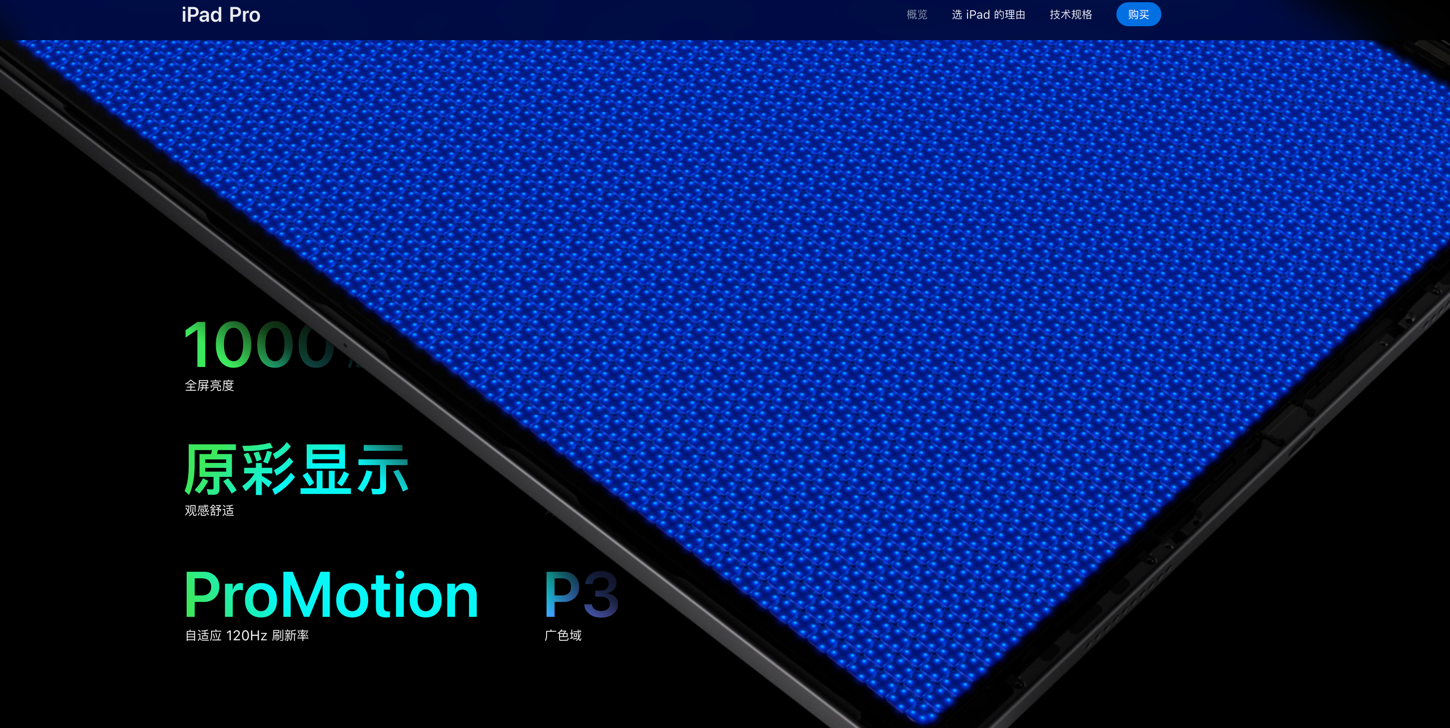 iPad Pro
概览 选 iPad 的理由 技术规格 购买
1000
全屏亮度
原彩显示
观感舒适
ProMotion P3
自适应 120Hz 刷新率 广色域